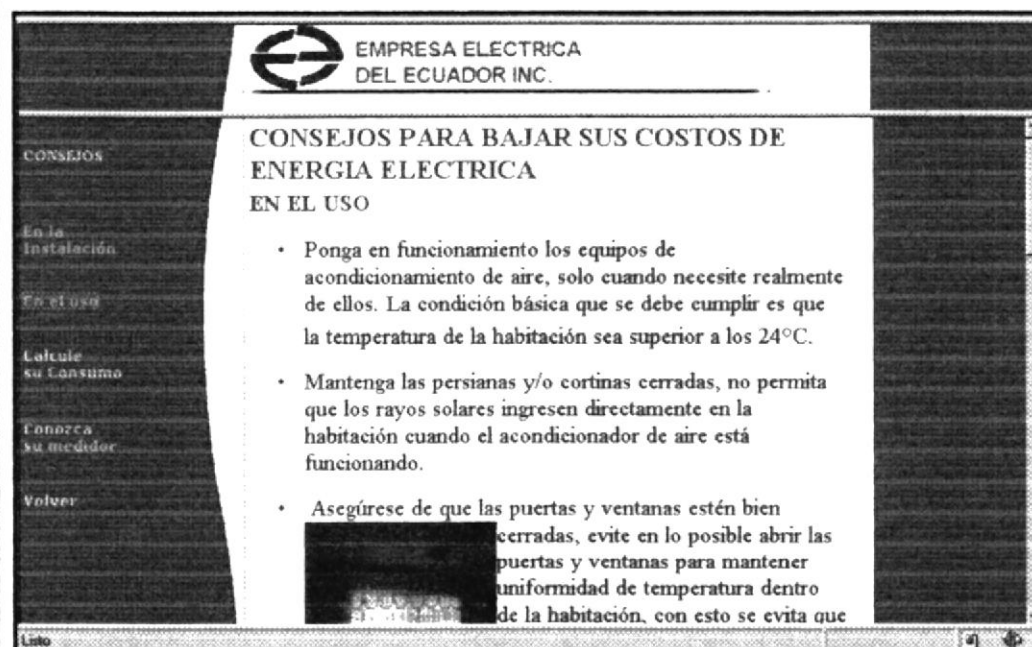 EMPRESA ELECTRICA
DEL ECUADOR INC.
CONSEJOS
En la
Instalación
En el uso
Calcule
su Consumo
Conozca
su medidor
Volver
CONSEJOS PARA BAJAR SUS COSTOS DE
ENERGIA ELECTRICA
EN EL USO
• Ponga en funcionamiento los equipos de
acondicionamiento de aire, solo cuando necesite realmente
de ellos. La condición básica que se debe cumplir es que
la temperatura de la habitación sea superior a los 24°C.
• Mantenga las persianas y/o cortinas cerradas, no permita
que los rayos solares ingresen directamente en la
habitación cuando el acondicionador de aire está
funcionando.
• Asegúrese de que las puertas y ventanas estén bien
cerradas, evite en lo posible abrir las
puertas y ventanas para mantener
uniformidad de temperatura dentro
de la habitación, con esto se evita que
Listo